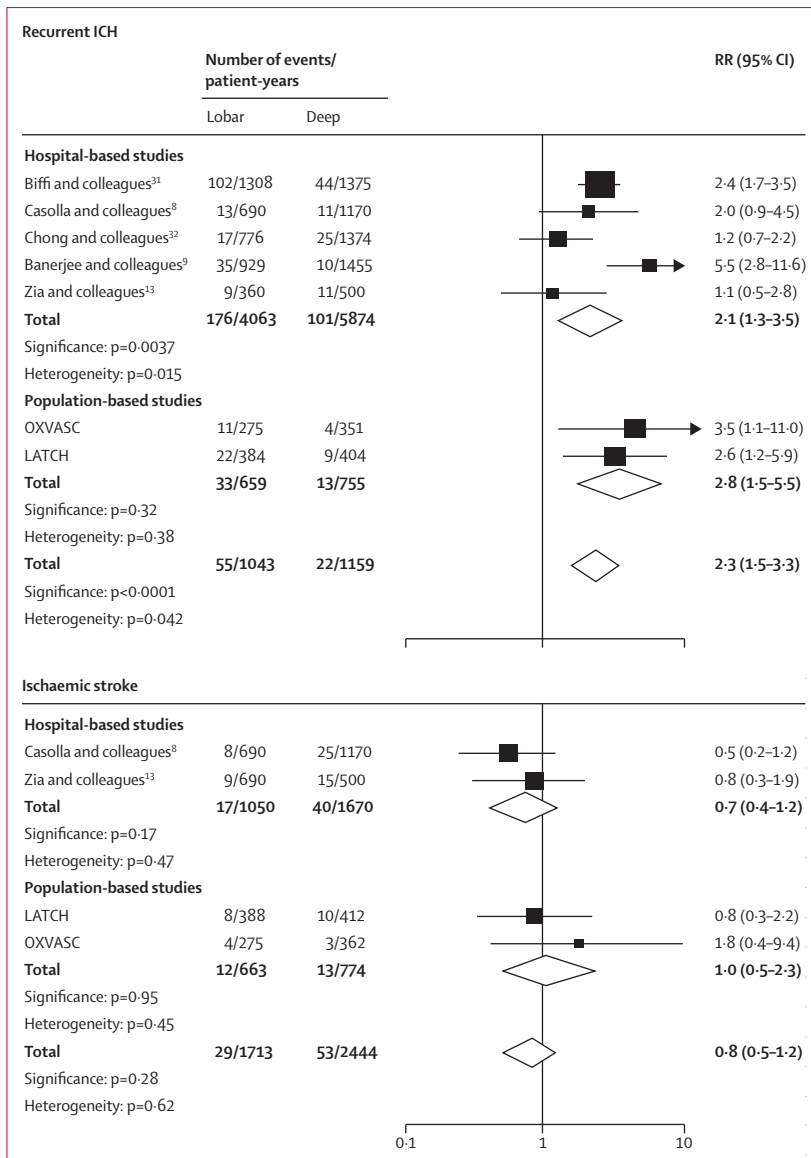 Recurrent ICH
Number of events/ RR (95% CI)
patient-years
Lobar Deep
Hospital-based studies
Biffi and colleagues³¹ 102/1308 44/1375 2·4 (1·7–3·5)
Casolla and colleagues⁸ 13/690 11/1170 2·0 (0·9–4·5)
Chong and colleagues³² 17/776 25/1374 1·2 (0·7–2·2)
Banerjee and colleagues⁹ 35/929 10/1455 5·5 (2·8–11·6)
Zia and colleagues¹³ 9/360 11/500 1·1 (0·5–2·8)
Total 176/4063 101/5874 2·1 (1·3–3·5)
Significance: p=0·0037
Heterogeneity: p=0·015
Population-based studies
OXVASC 11/275 4/351 3·5 (1·1–11·0)
LATCH 22/384 9/404 2·6 (1·2–5·9)
Total 33/659 13/755 2·8 (1·5–5·5)
Significance: p=0·32
Heterogeneity: p=0·38
Total 55/1043 22/1159 2·3 (1·5–3·3)
Significance: p<0·0001
Heterogeneity: p=0·042
Ischaemic stroke
Hospital-based studies
Casolla and colleagues⁸ 8/690 25/1170 0·5 (0·2–1·2)
Zia and colleagues¹³ 9/690 15/500 0·8 (0·3–1·9)
Total 17/1050 40/1670 0·7 (0·4–1·2)
Significance: p=0·17
Heterogeneity: p=0·47
Population-based studies
LATCH 8/388 10/412 0·8 (0·3–2·2)
OXVASC 4/275 3/362 1·8 (0·4–9·4)
Total 12/663 13/774 1·0 (0·5–2·3)
Significance: p=0·95
Heterogeneity: p=0·45
Total 29/1713 53/2444 0·8 (0·5–1·2)
Significance: p=0·28
Heterogeneity: p=0·62
0·1 1 10